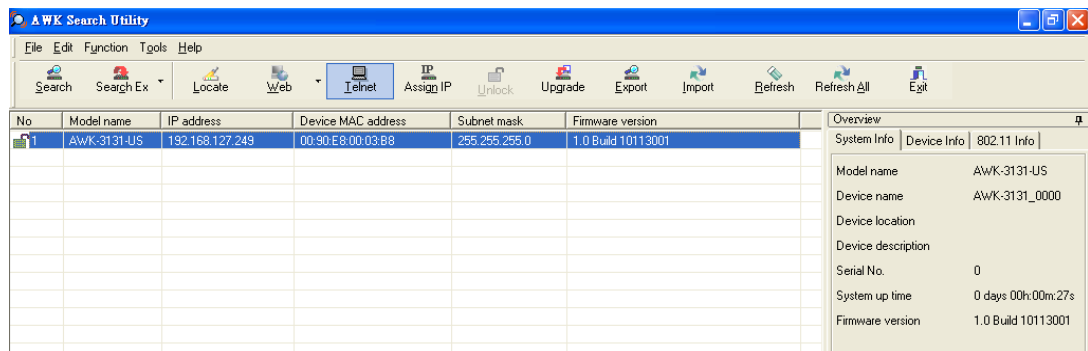 AWK Search Utility
File Edit Function Tools Help
Search Search Ex Locate Web Telnet IP Assign IP Unlock Upgrade Export Import Refresh Refresh All Exit
No Model name IP address Device MAC address Subnet mask Firmware version
1 AWK-3131-US 192.168.127.249 00:90:E8:00:03:B8 255.255.255.0 1.0 Build 10113001
Overview
System Info Device Info 802.11 Info
Model name AWK-3131-US
Device name AWK-3131_0000
Device location
Device description
Serial No. 0
System up time 0 days 00h:00m:27s
Firmware version 1.0 Build 10113001